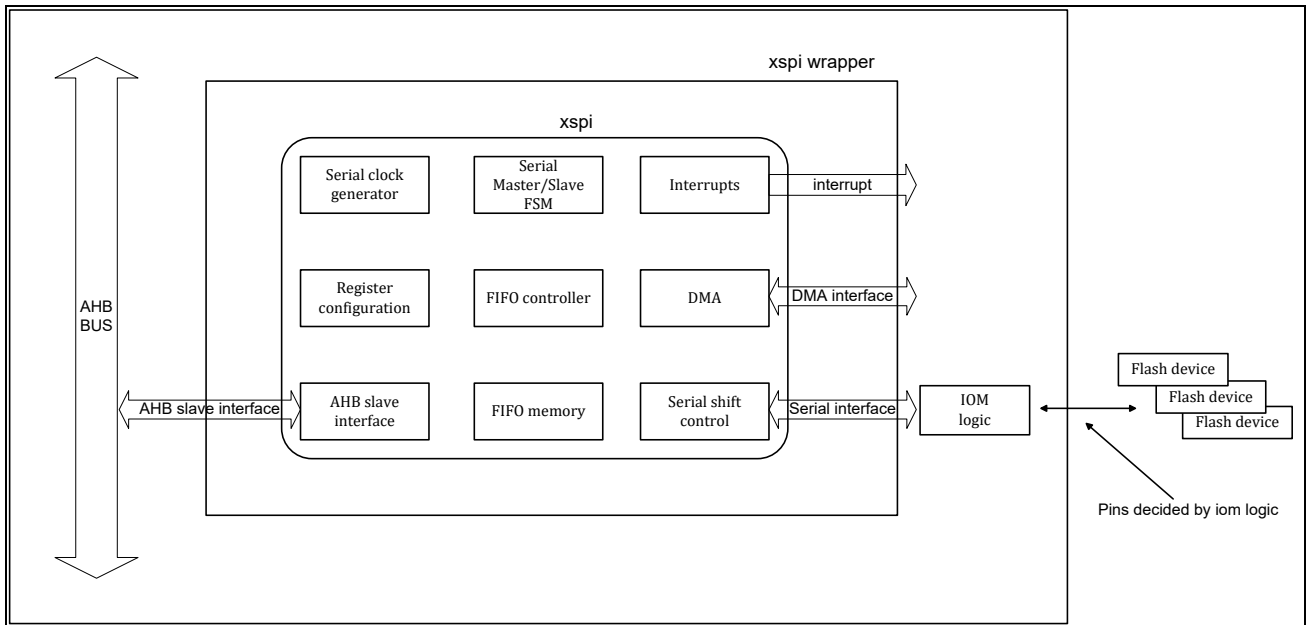 xspi wrapper
xspi
Serial clock
generator
Serial
Master/Slave
FSM
Interrupts
interrupt
Register
configuration
FIFO controller
DMA
DMA interface
AHB
BUS
AHB slave interface
AHB slave
interface
FIFO memory
Serial shift
control
Serial interface
IOM
logic
Flash device
Flash device
Flash device
Pins decided by iom logic